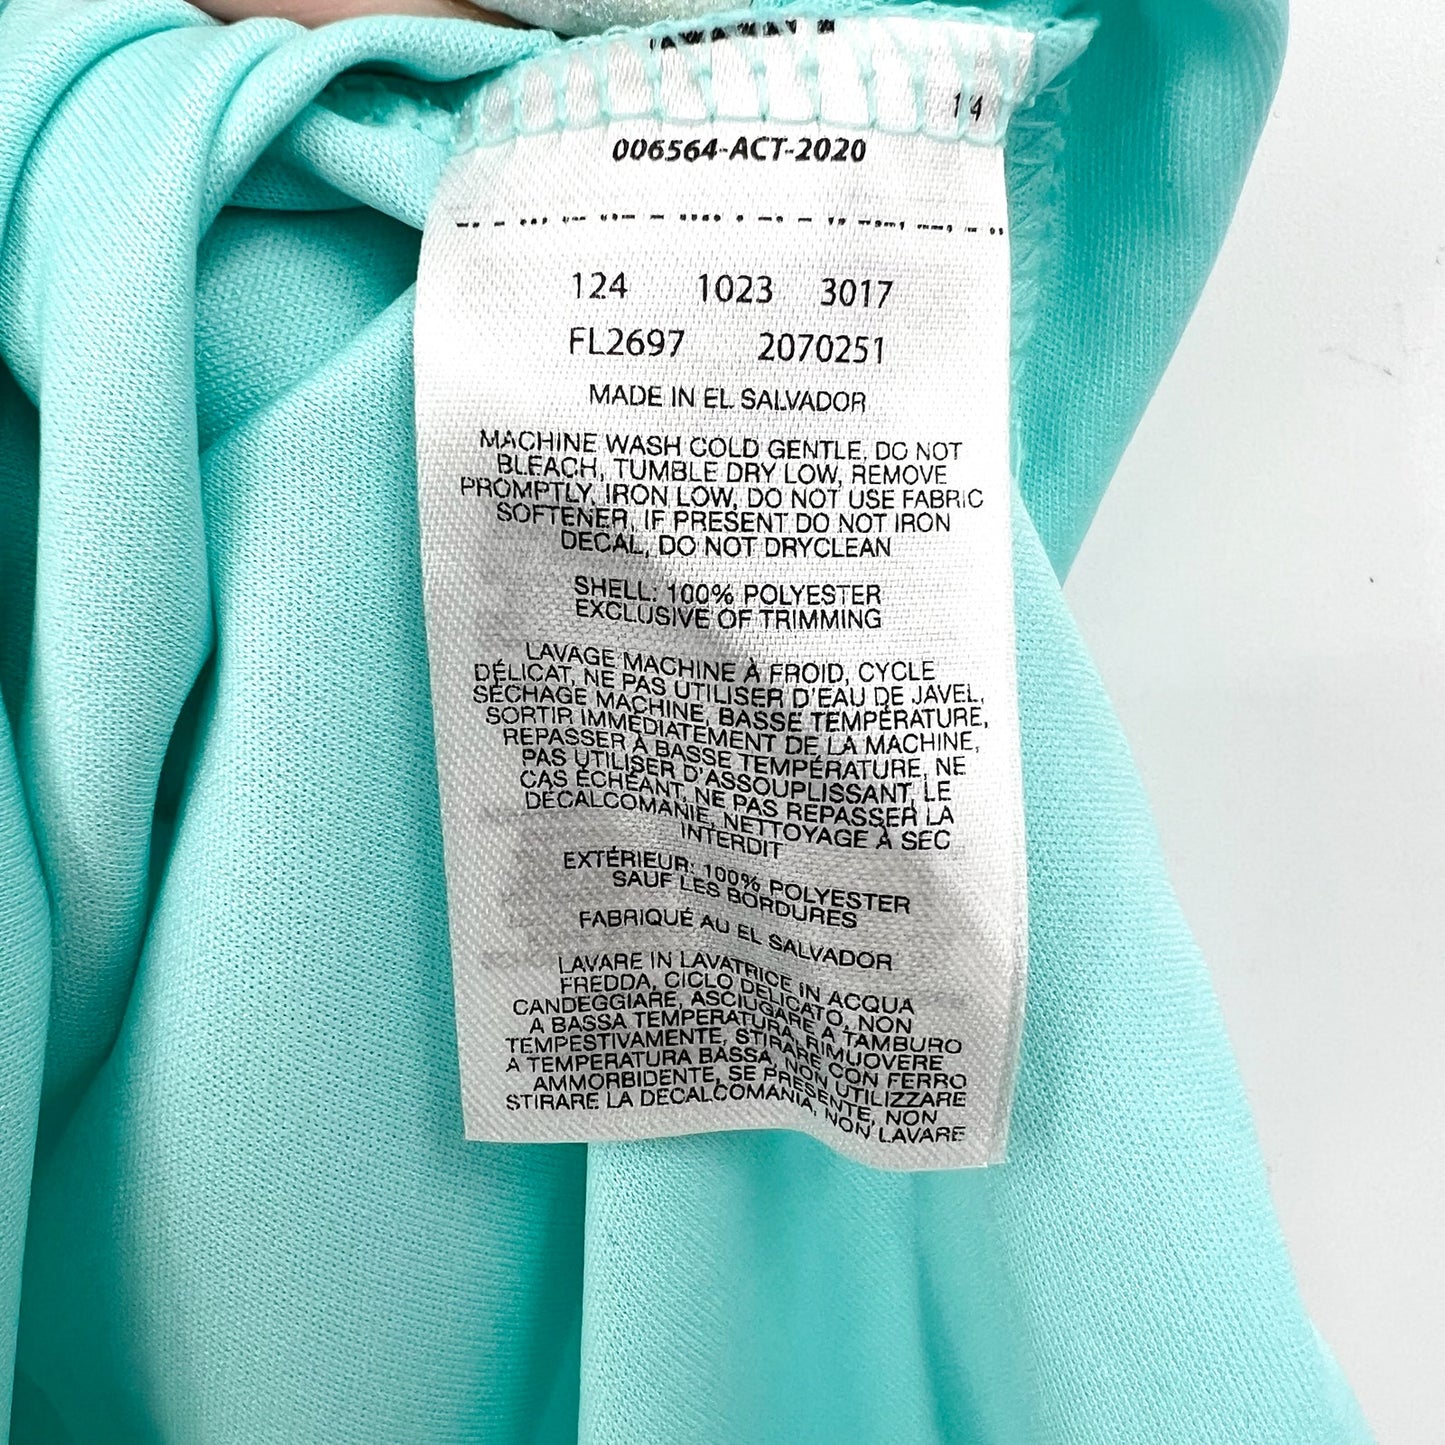 14
006564-ACT-2020
124 1023 3017
FL2697 2070251
MADE IN EL SALVADOR
MACHINE WASH COLD GENTLE, DO NOT
BLEACH, TUMBLE DRY LOW, REMOVE
PROMPTLY, IRON LOW, DO NOT USE FABRIC
SOFTENER, IF PRESENT DO NOT IRON
DECAL, DO NOT DRYCLEAN
SHELL: 100% POLYESTER
EXCLUSIVE OF TRIMMING
LAVAGE MACHINE À FROID, CYCLE
DÉLICAT, NE PAS UTILISER D'EAU DE JAVEL,
SÉCHAGE MACHINE, BASSE TEMPÉRATURE,
SORTIR IMMÉDIATEMENT DE LA MACHINE,
REPASSER À BASSE TEMPÉRATURE, NE
PAS UTILISER D'ASSOUPLISSANT, LE
CAS ÉCHÉANT, NE PAS REPASSER LA
DÉCALCOMANIE, NETTOYAGE À SEC
INTERDIT
EXTÉRIEUR: 100% POLYESTER
SAUF LES BORDURES
FABRIQUÉ AU EL SALVADOR
LAVARE IN LAVATRICE IN ACQUA
FREDDA, CICLO DELICATO, NON
CANDEGGIARE, ASCIUGARE A TAMBURO
A BASSA TEMPERATURA, RIMUOVERE
TEMPESTIVAMENTE, STIRARE CON FERRO
A TEMPERATURA BASSA, NON UTILIZZARE
AMMORBIDENTE, SE PRESENTE, NON
STIRARE LA DECALCOMANIA, NON LAVARE